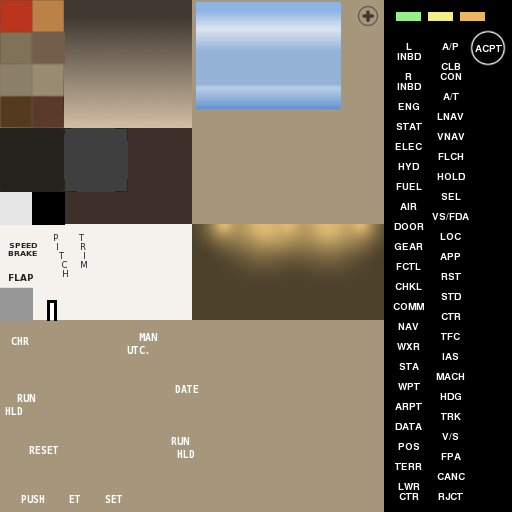 SPEED
BRAKE
PITCH
TRIM
FLAP
CHR
MAN
UTC.
DATE
RUN
HLD
RUN
HLD
RESET
PUSH
ET
SET
L
INBD
R
INBD
ENG
STAT
ELEC
HYD
FUEL
AIR
DOOR
GEAR
FCTL
CHKL
COMM
NAV
WXR
STA
WPT
ARPT
DATA
POS
TERR
LWR
CTR
A/P
CLB
CON
A/T
LNAV
VNAV
FLCH
HOLD
SEL
VS/FDA
LOC
APP
RST
STD
CTR
TFC
IAS
MACH
HDG
TRK
V/S
FPA
CANC
RJCT
ACPT